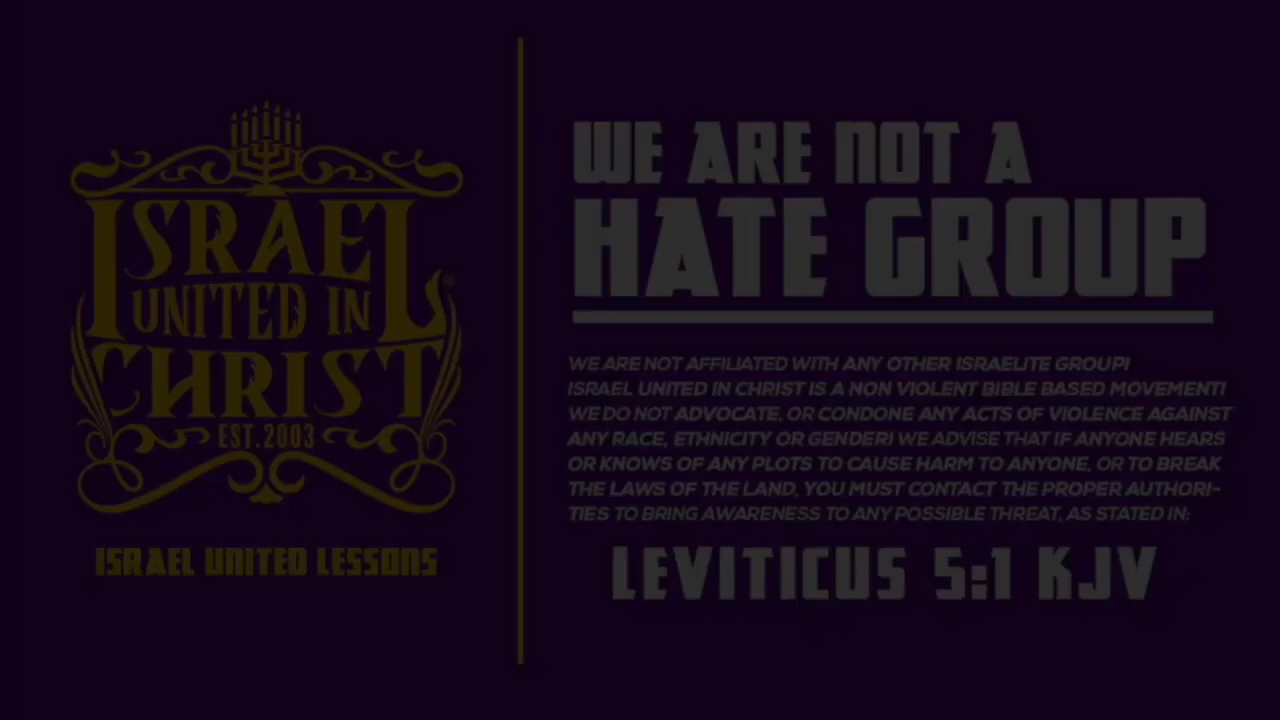 ISRAEL
UNITED IN
CHRIST
EST. 2003
ISRAEL UNITED LESSONS
WE ARE NOT A
HATE GROUP
WE ARE NOT AFFILIATED WITH ANY OTHER ISRAELITE GROUP!
ISRAEL UNITED IN CHRIST IS A NON VIOLENT BIBLE BASED MOVEMENT!
WE DO NOT ADVOCATE, OR CONDONE ANY ACTS OF VIOLENCE AGAINST
ANY RACE, ETHNICITY OR GENDER! WE ADVISE THAT IF ANYONE HEARS
OR KNOWS OF ANY PLOTS TO CAUSE HARM TO ANYONE, OR TO BREAK
THE LAWS OF THE LAND, YOU MUST CONTACT THE PROPER AUTHORI-
TIES TO BRING AWARENESS TO ANY POSSIBLE THREAT, AS STATED IN:
LEVITICUS 5:1 KJV